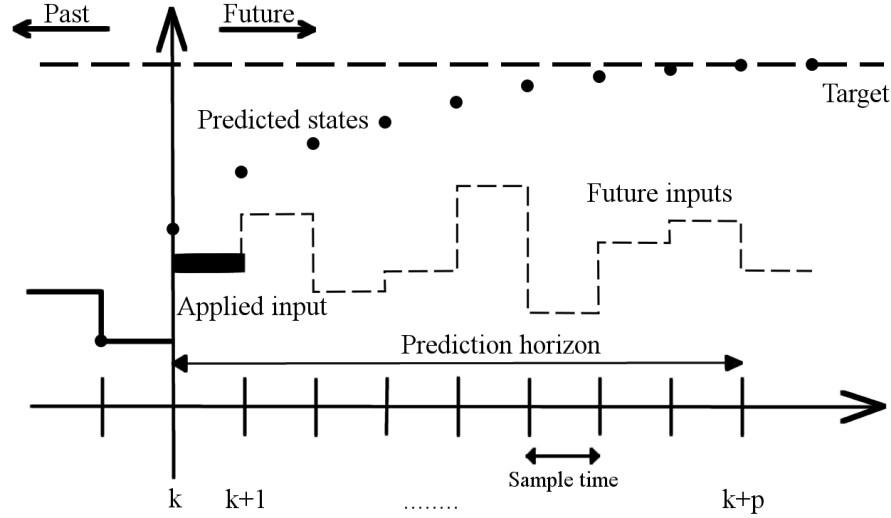 Past
Future
Target
Predicted states
Future inputs
Applied input
Prediction horizon
Sample time
k
k+1
........
k+p